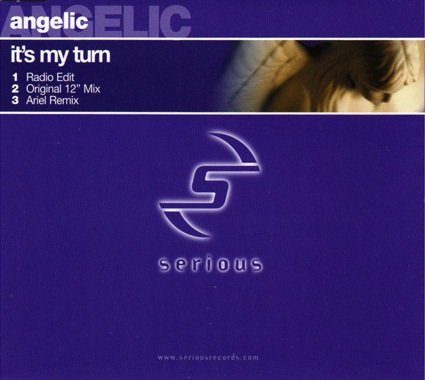 ANGELIC
angelic
it's my turn
1 Radio Edit
2 Original 12" Mix
3 Ariel Remix
S
serious
www.seriousrecords.com